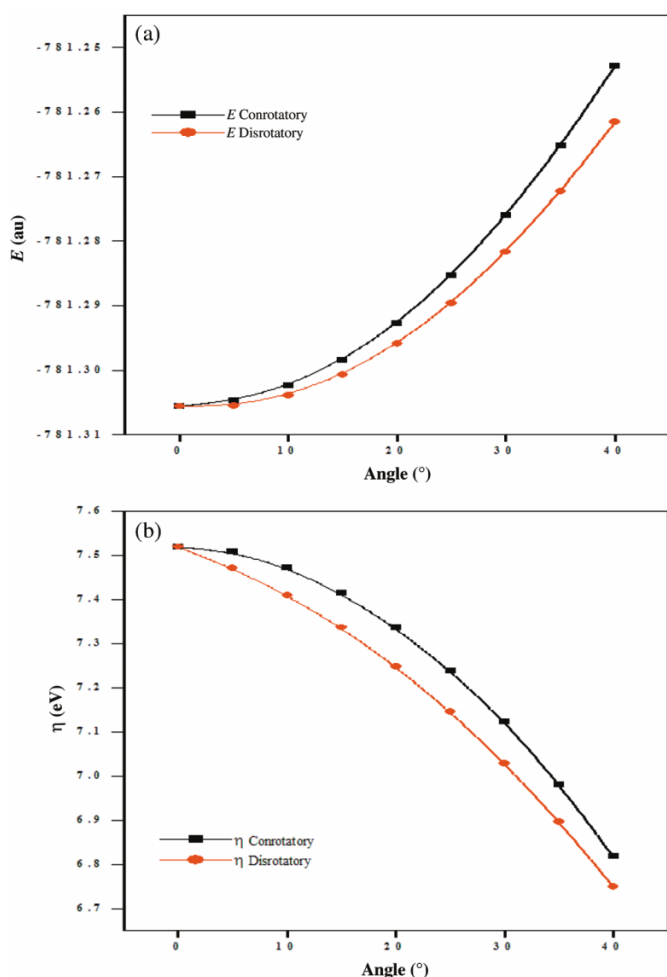 (a)
-781.25
-781.26
-781.27
-781.28
-781.29
-781.30
-781.31
E (au)
E Conrotatory
E Disrotatory
0 10 20 30 40
Angle (°)
(b)
7.6
7.5
7.4
7.3
7.2
7.1
7.0
6.9
6.8
6.7
η (eV)
η Conrotatory
η Disrotatory
0 10 20 30 40
Angle (°)